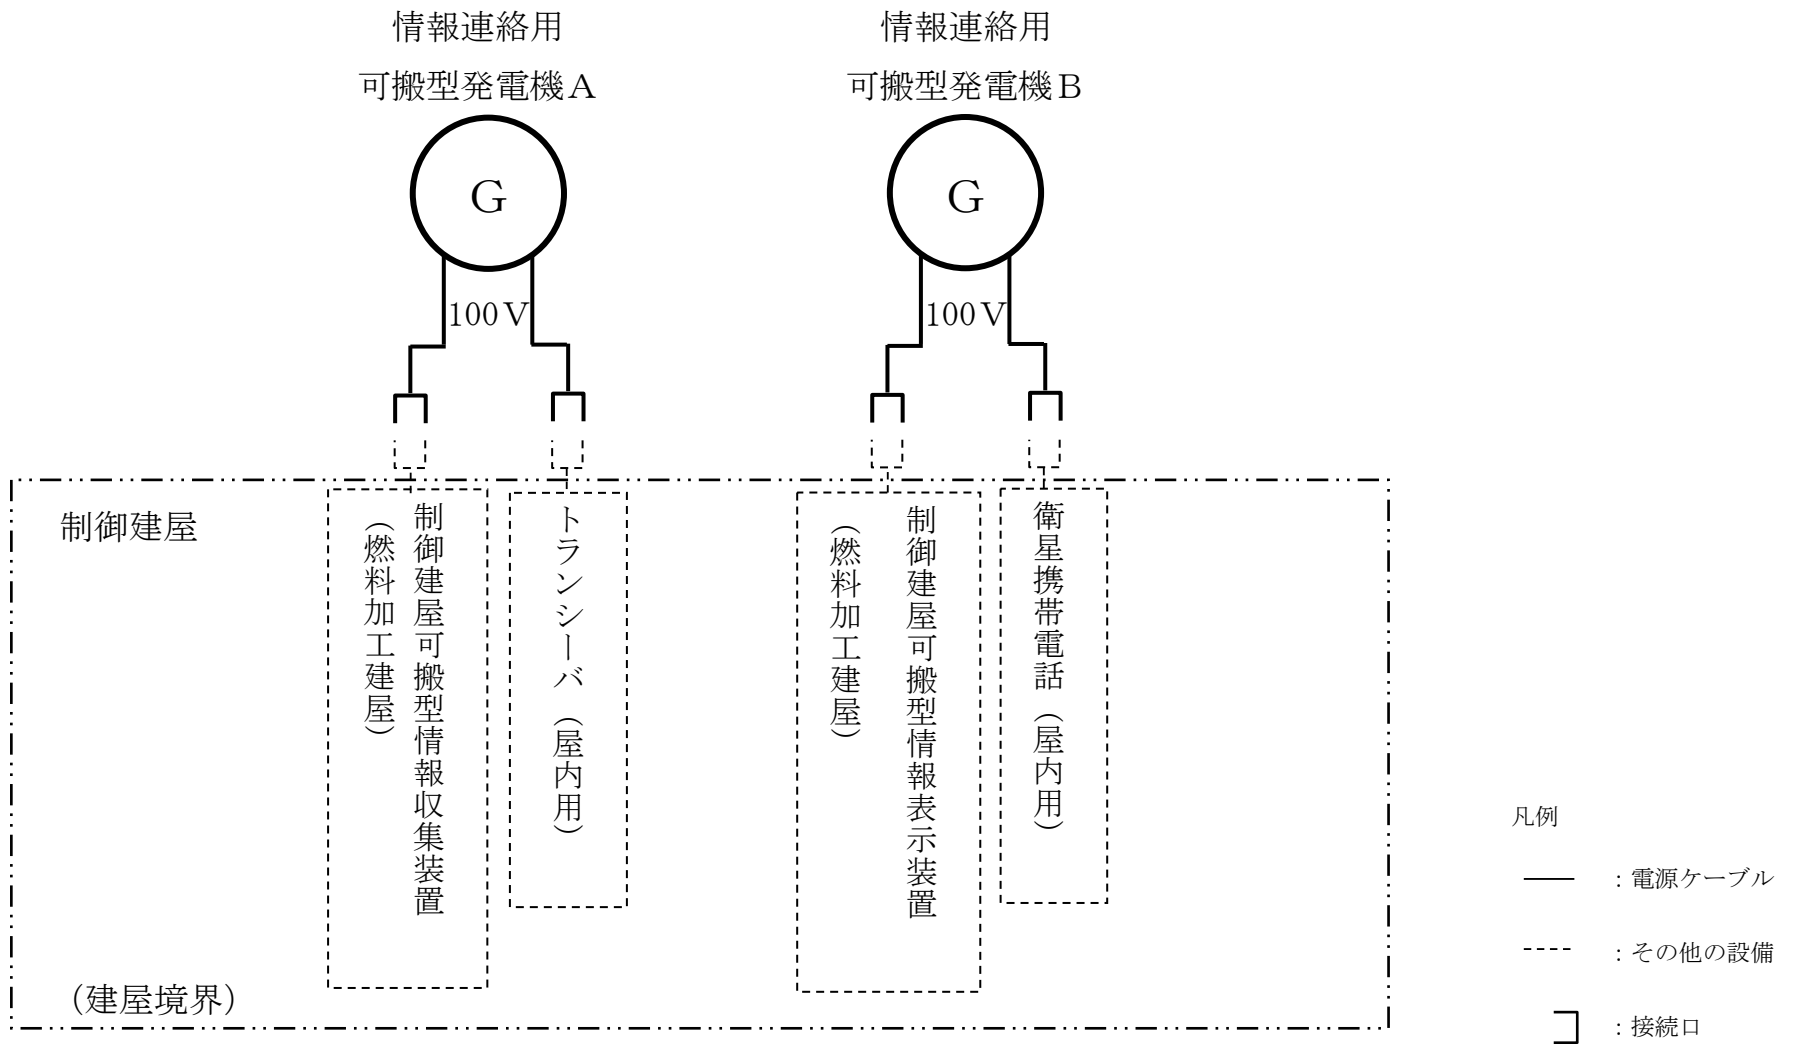 情報連絡用
可搬型発電機A
情報連絡用
可搬型発電機B
G
G
100V
100V
制御建屋
制御建屋可搬型情報収集装置
（燃料加工建屋）
トランシーバ（屋内用）
制御建屋可搬型情報表示装置
（燃料加工建屋）
衛星携帯電話（屋内用）
（建屋境界）
凡例
：電源ケーブル
：その他の設備
：接続口